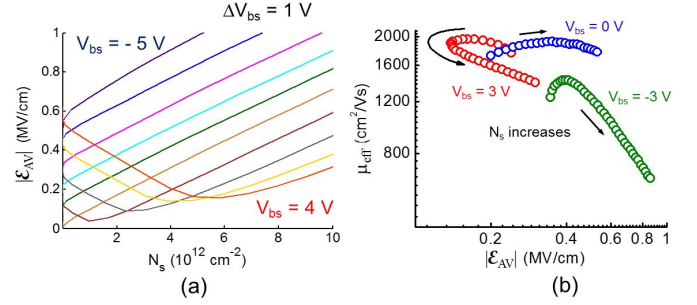 ΔV_bs = 1 V
V_bs = - 5 V
V_bs = 4 V
1
0.8
0.6
0.4
0.2
0
2
4
6
8
10
|𝓔_AV| (MV/cm)
N_s (10^12 cm^-2)
(a)
2000
1600
1200
800
μ_eff (cm^2/Vs)
V_bs = 0 V
V_bs = 3 V
V_bs = -3 V
N_s increases
0.2
0.4
0.6
0.8
1
|𝓔_AV| (MV/cm)
(b)